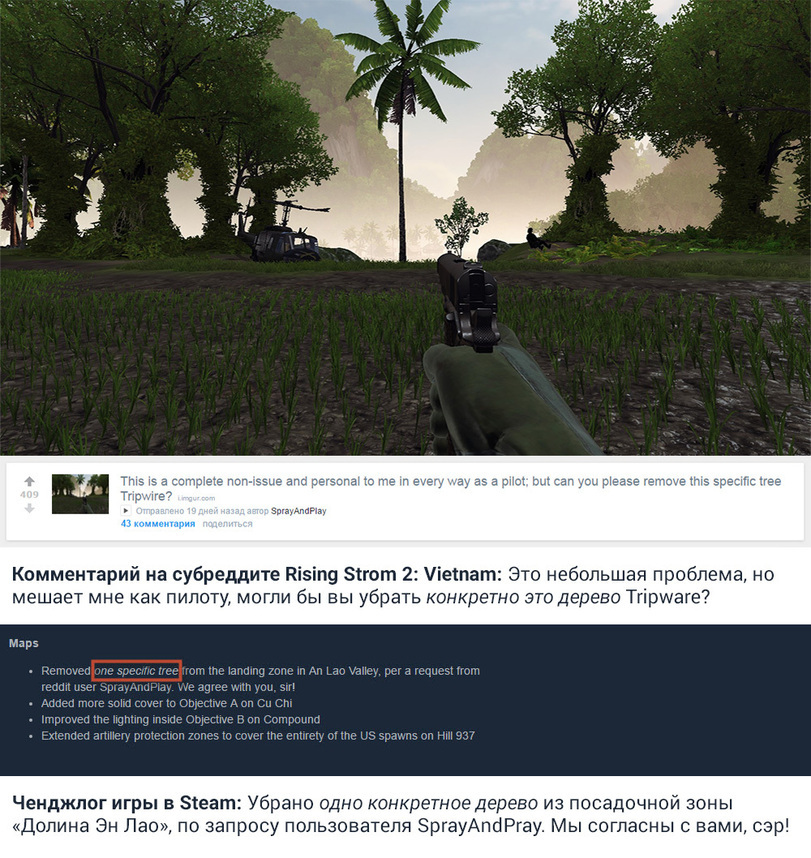 This is a complete non-issue and personal to me in every way as a pilot; but can you please remove this specific tree
409
Tripwire? i.imgur.com
Отправлено 19 дней назад автор SprayAndPlay
43 комментария поделиться
Комментарий на субреддите Rising Strom 2: Vietnam: Это небольшая проблема, но
мешает мне как пилоту, могли бы вы убрать конкретно это дерево Tripware?
Maps
• Removed one specific tree from the landing zone in An Lao Valley, per a request from
reddit user SprayAndPlay. We agree with you, sir!
• Added more solid cover to Objective A on Cu Chi
• Improved the lighting inside Objective B on Compound
• Extended artillery protection zones to cover the entirety of the US spawns on Hill 937
Ченджлог игры в Steam: Убрано одно конкретное дерево из посадочной зоны
«Долина Эн Лао», по запросу пользователя SprayAndPray. Мы согласны с вами, сэр!